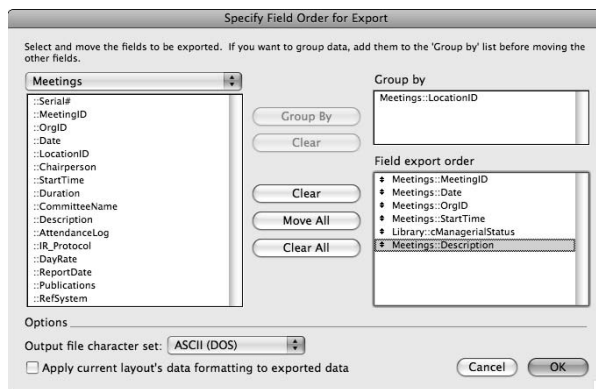 Specify Field Order for Export
Select and move the fields to be exported. If you want to group data, add them to the 'Group by' list before moving the
other fields.
Meetings
::Serial#
::MeetingID
::OrgID
::Date
::LocationID
::Chairperson
::StartTime
::Duration
::CommitteeName
::Description
::AttendanceLog
::IR_Protocol
::DayRate
::ReportDate
::Publications
::RefSystem
Group By
Clear
Clear
Move All
Clear All
Group by
Meetings::LocationID
Field export order
Meetings::MeetingID
Meetings::Date
Meetings::OrgID
Meetings::StartTime
Library::cManagerialStatus
Meetings::Description
Options
Output file character set: ASCII (DOS)
Apply current layout's data formatting to exported data
Cancel
OK